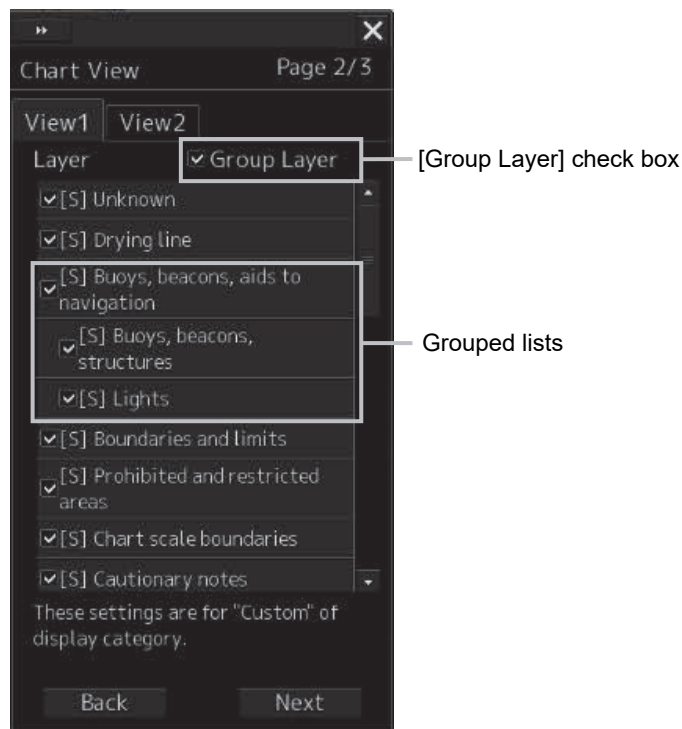 Chart View Page 2/3
View1 View2
Layer Group Layer
[Group Layer] check box
[S] Unknown
[S] Drying line
[S] Buoys, beacons, aids to
navigation
[S] Buoys, beacons,
structures
Grouped lists
[S] Lights
[S] Boundaries and limits
[S] Prohibited and restricted
areas
[S] Chart scale boundaries
[S] Cautionary notes
These settings are for "Custom" of
display category.
Back Next